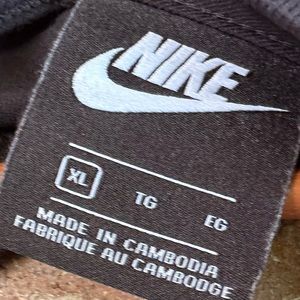 NIKE
XL TG EG
MADE IN CAMBODIA
FABRIQUE AU CAMBODGE